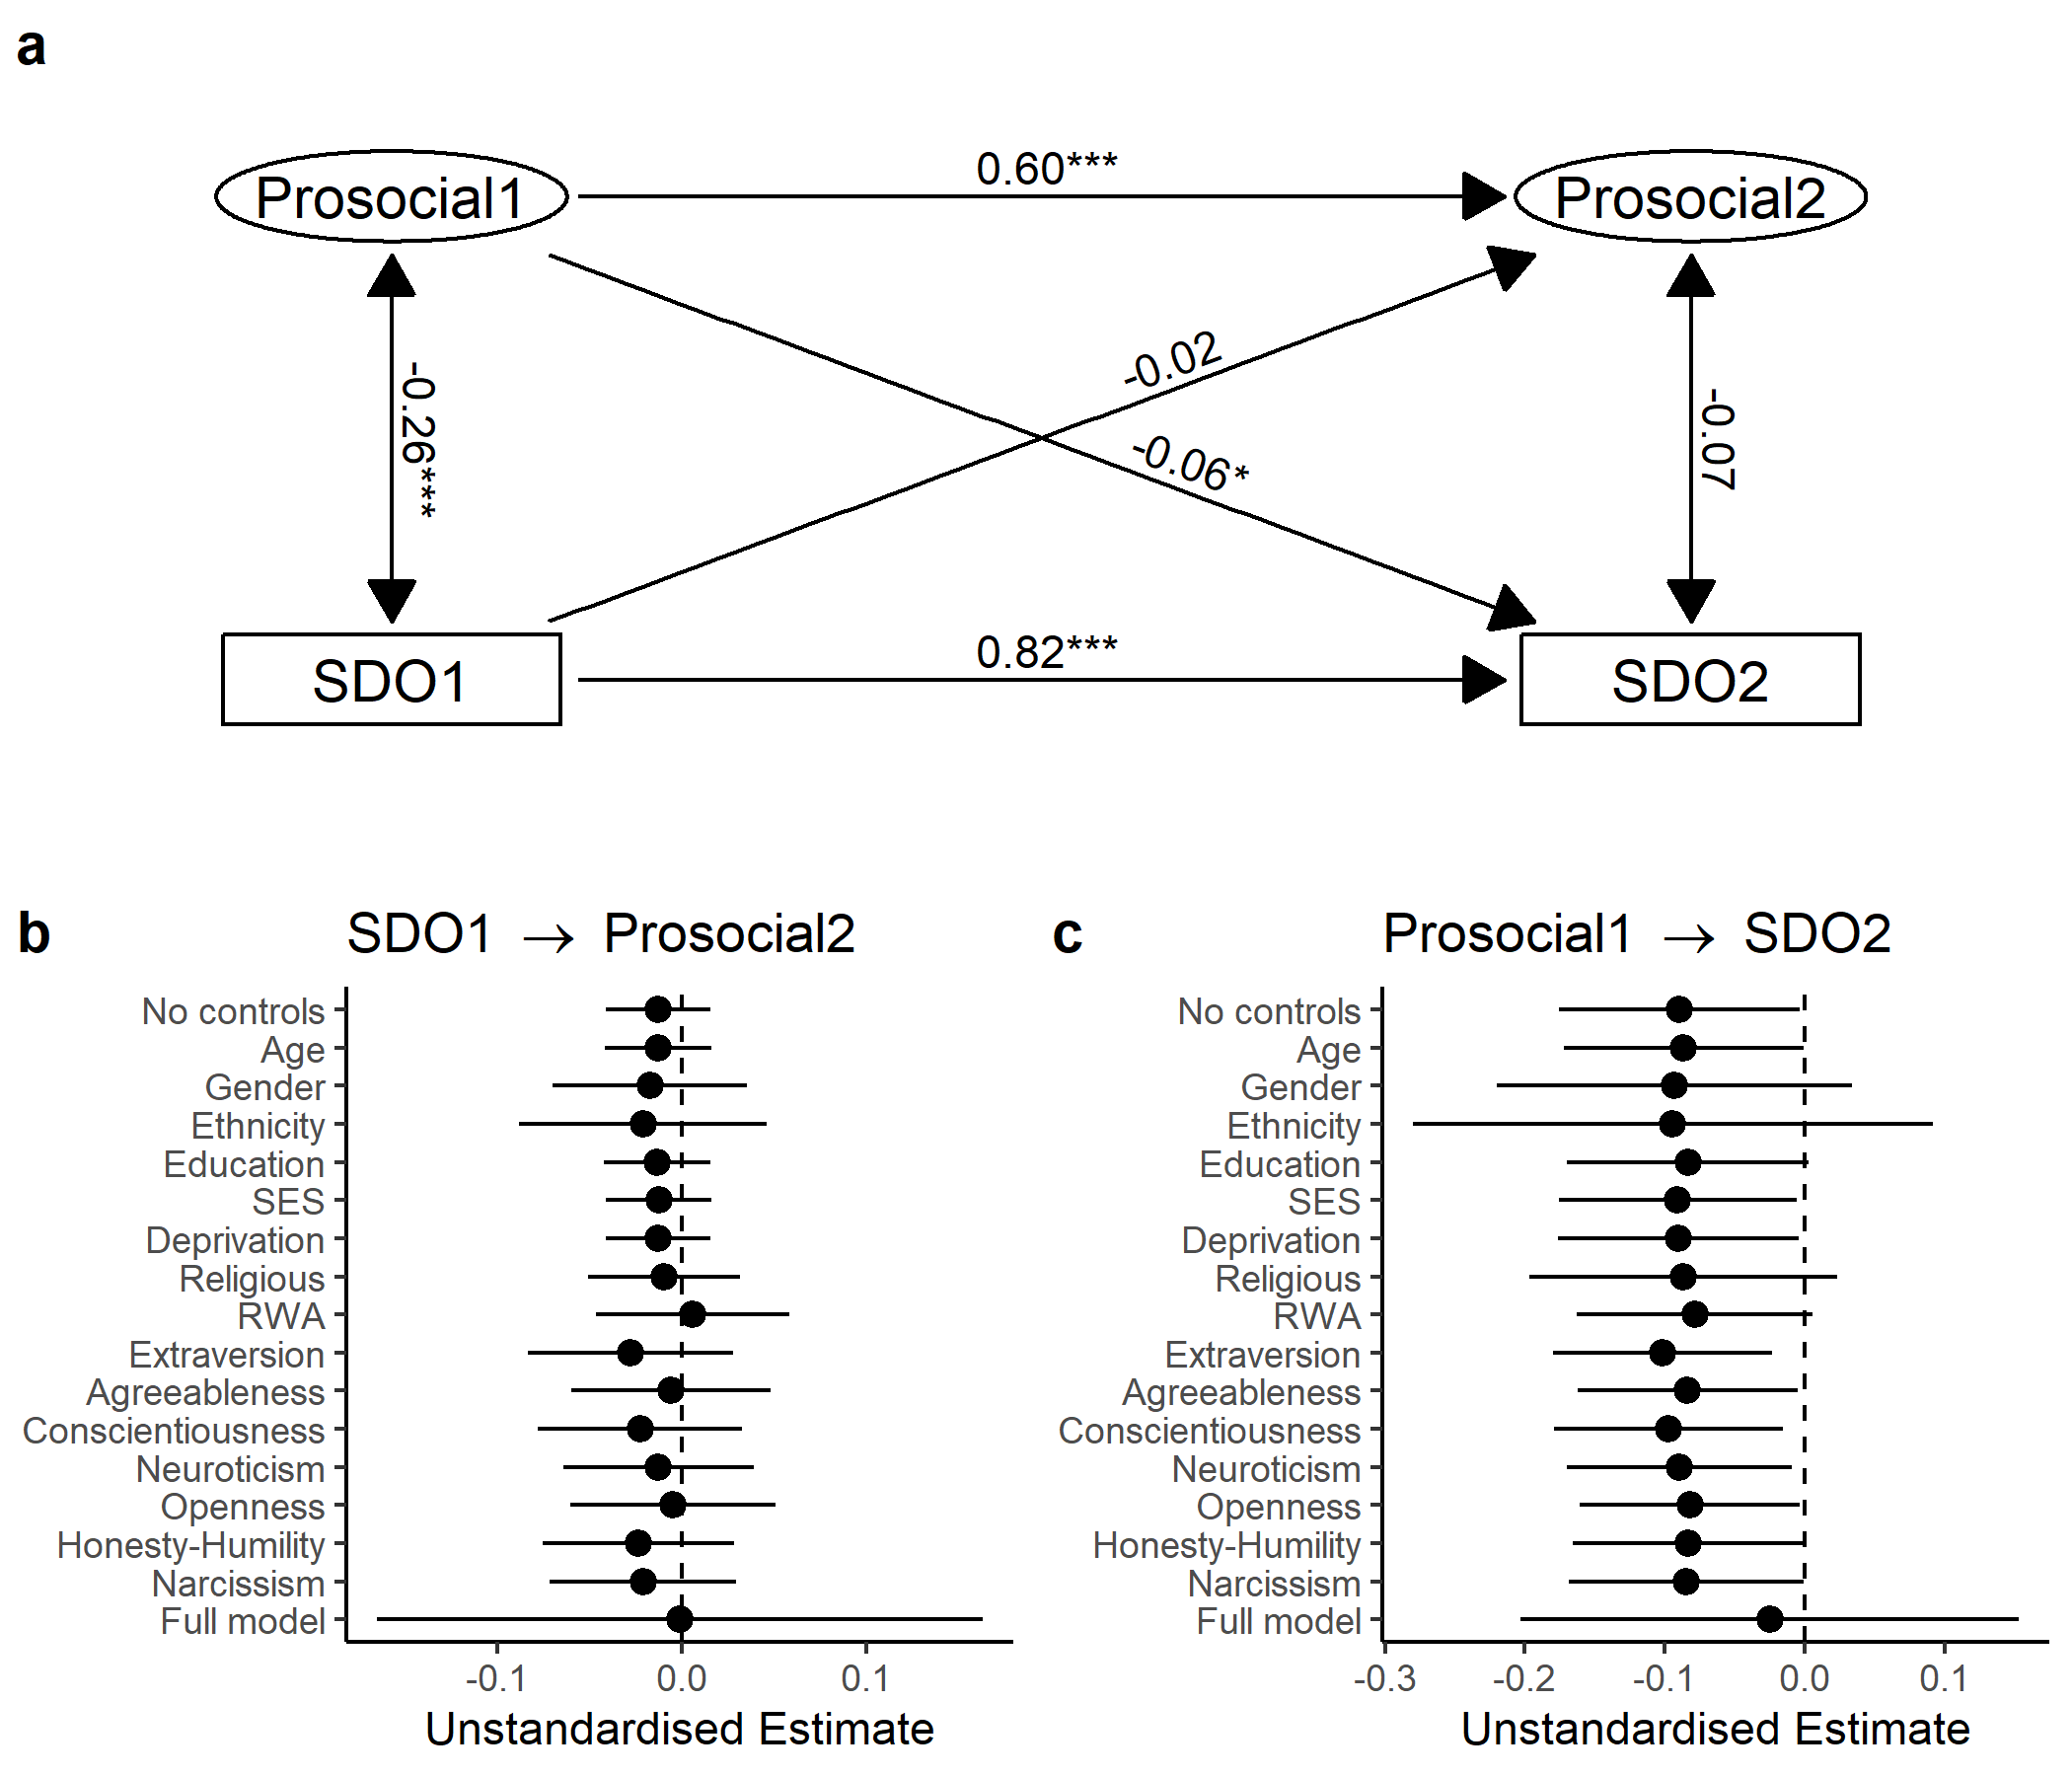 a
Prosocial1
0.60***
Prosocial2
-0.26***
-0.02
-0.06*
-0.07
SDO1
0.82***
SDO2
b
SDO1 → Prosocial2
No controls
Age
Gender
Ethnicity
Education
SES
Deprivation
Religious
RWA
Extraversion
Agreeableness
Conscientiousness
Neuroticism
Openness
Honesty-Humility
Narcissism
Full model
-0.1 0.0 0.1
Unstandardised Estimate
c
Prosocial1 → SDO2
No controls
Age
Gender
Ethnicity
Education
SES
Deprivation
Religious
RWA
Extraversion
Agreeableness
Conscientiousness
Neuroticism
Openness
Honesty-Humility
Narcissism
Full model
-0.3 -0.2 -0.1 0.0 0.1
Unstandardised Estimate